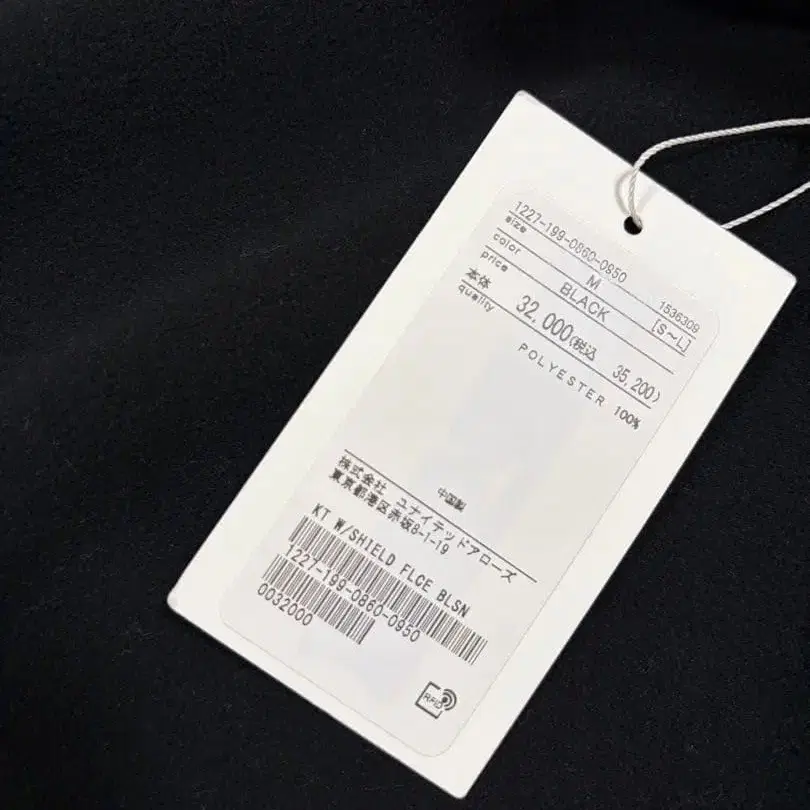 1227-199-0860-0950
size M 1536309
color BLACK [S~L]
price
本体 32,000(税込 35,200)
quality
POLYESTER 100%
中国製
株式会社 ユナイテッドアローズ
東京都港区赤坂8-1-19
KT W/SHIELD FLCE BLSN
1227-199-0860-0950
0032000
RFID